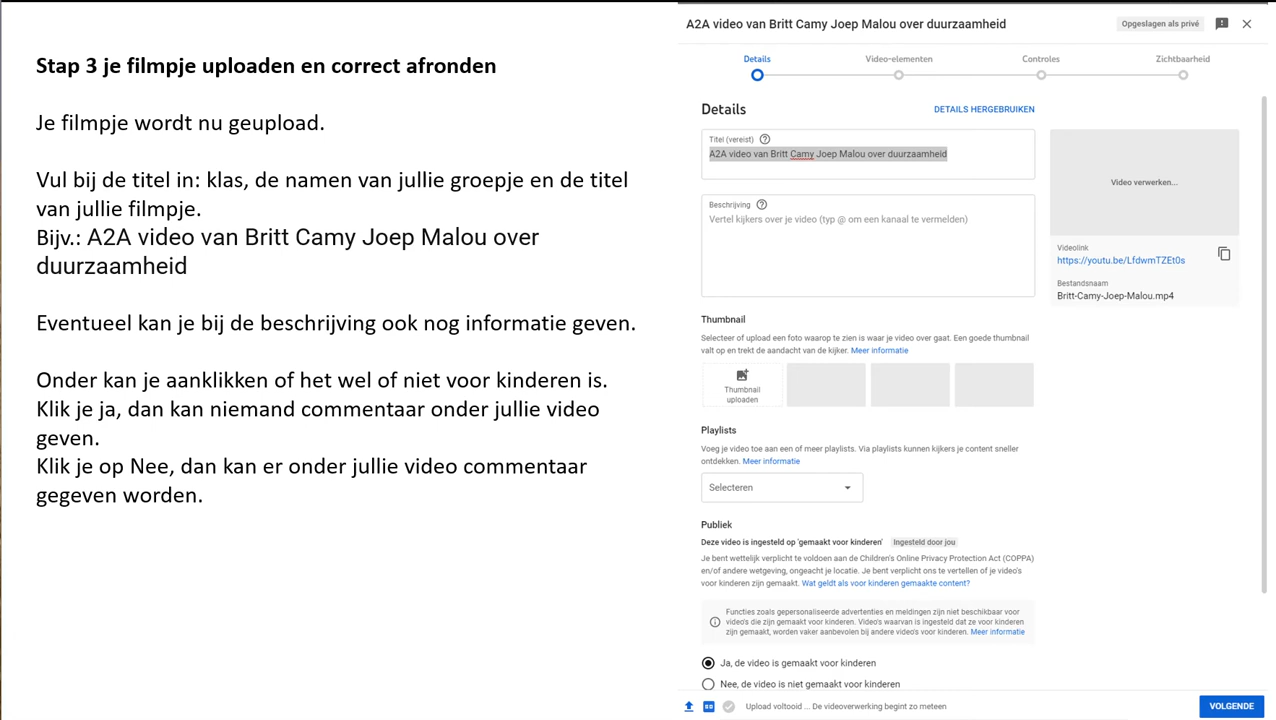 Stap 3 je filmpje uploaden en correct afronden
Je filmpje wordt nu geupload.
Vul bij de titel in: klas, de namen van jullie groepje en de titel
van jullie filmpje.
Bijv.: A2A video van Britt Camy Joep Malou over
duurzaamheid
Eventueel kan je bij de beschrijving ook nog informatie geven.
Onder kan je aanklikken of het wel of niet voor kinderen is.
Klik je ja, dan kan niemand commentaar onder jullie video
geven.
Klik je op Nee, dan kan er onder jullie video commentaar
gegeven worden.
A2A video van Britt Camy Joep Malou over duurzaamheid
Opgeslagen als privé
Details
Video-elementen
Controles
Zichtbaarheid
Details
DETAILS HERGEBRUIKEN
Titel (vereist)
A2A video van Britt Camy Joep Malou over duurzaamheid
Beschrijving
Vertel kijkers over je video (typ @ om een kanaal te vermelden)
Video verwerken...
Videolink
https://youtu.be/LfdwmTZEt0s
Bestandsnaam
Britt-Camy-Joep-Malou.mp4
Thumbnail
Selecteer of upload een foto waarop te zien is waar je video over gaat. Een goede thumbnail
valt op en trekt de aandacht van de kijker. Meer informatie
Thumbnail
uploaden
Playlists
Voeg je video toe aan een of meer playlists. Via playlists kunnen kijkers je content sneller
ontdekken. Meer informatie
Selecteren
Publiek
Deze video is ingesteld op 'gemaakt voor kinderen' Ingesteld door jou
Je bent wettelijk verplicht te voldoen aan de Children's Online Privacy Protection Act (COPPA)
en/of andere wetgeving, ongeacht je locatie. Je bent verplicht ons te vertellen of je video's
voor kinderen zijn gemaakt. Wat geldt als voor kinderen gemaakte content?
Functies zoals gepersonaliseerde advertenties en meldingen zijn niet beschikbaar voor
video's die zijn gemaakt voor kinderen. Video's waarvan is ingesteld dat ze voor kinderen
zijn gemaakt, worden vaker aanbevolen bij andere video's voor kinderen. Meer informatie
Ja, de video is gemaakt voor kinderen
Nee, de video is niet gemaakt voor kinderen
Upload voltooid ... De videoverwerking begint zo meteen
VOLGENDE